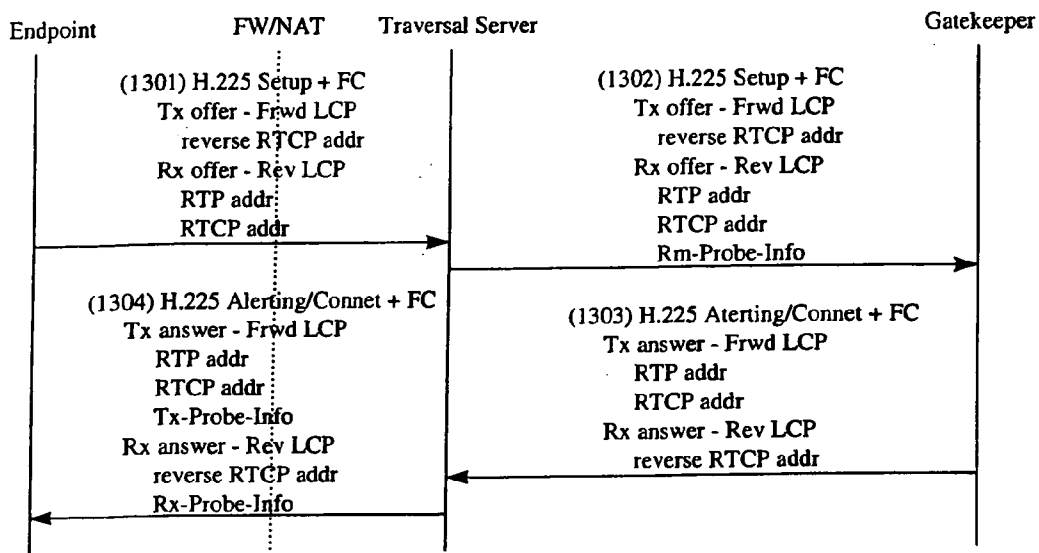 Endpoint
FW/NAT
Traversal Server
Gatekeeper
(1301) H.225 Setup + FC
Tx offer - Frwd LCP
reverse RTCP addr
Rx offer - Rev LCP
RTP addr
RTCP addr
(1302) H.225 Setup + FC
Tx offer - Frwd LCP
reverse RTCP addr
Rx offer - Rev LCP
RTP addr
RTCP addr
Rm-Probe-Info
(1304) H.225 Alerting/Connet + FC
Tx answer - Frwd LCP
RTP addr
RTCP addr
Tx-Probe-Info
Rx answer - Rev LCP
reverse RTCP addr
Rx-Probe-Info
(1303) H.225 Aterting/Connet + FC
Tx answer - Frwd LCP
RTP addr
RTCP addr
Rx answer - Rev LCP
reverse RTCP addr